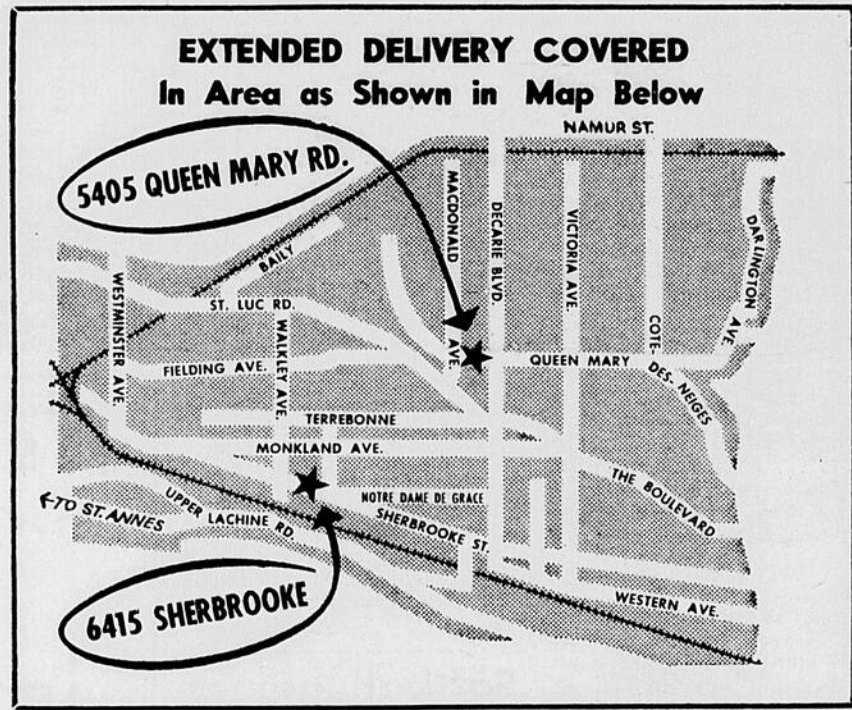 EXTENDED DELIVERY COVERED
In Area as Shown in Map Below
NAMUR ST.
5405 QUEEN MARY RD.
MACDONALD AVE.
DECARIE BLVD.
VICTORIA AVE.
DARLINGTON AVE.
BAILY
WESTMINSTER AVE.
ST. LUC RD.
WALKLEY AVE.
COTE-DES-NEIGES
QUEEN MARY
FIELDING AVE.
TERREBONNE
MONKLAND AVE.
THE BOULEVARD
NOTRE DAME DE GRACE
←TO ST. ANNES
UPPER LACHINE RD.
SHERBROOKE ST.
WESTERN AVE.
6415 SHERBROOKE